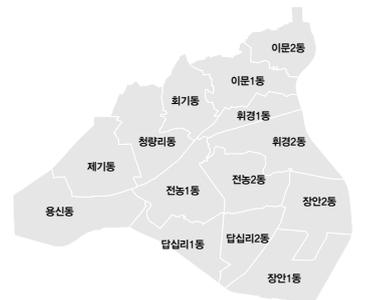 이문2동
이문1동
회기동
휘경1동
청량리동
휘경2동
제기동
전농1동
전농2동
장안2동
용신동
답십리1동
답십리2동
장안1동